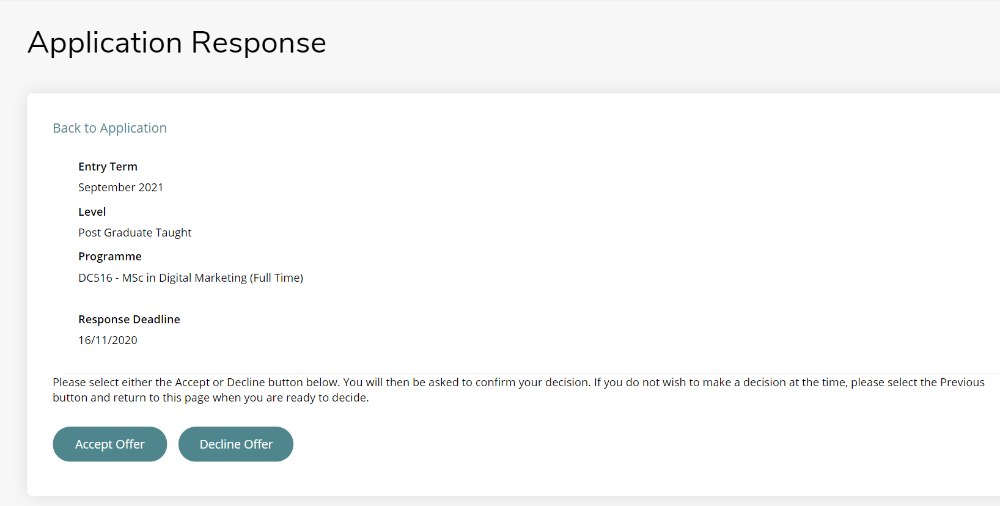 Application Response
Back to Application
Entry Term
September 2021
Level
Post Graduate Taught
Programme
DC516 - MSc in Digital Marketing (Full Time)
Response Deadline
16/11/2020
Please select either the Accept or Decline button below. You will then be asked to confirm your decision. If you do not wish to make a decision at the time, please select the Previous
button and return to this page when you are ready to decide.
Accept Offer
Decline Offer